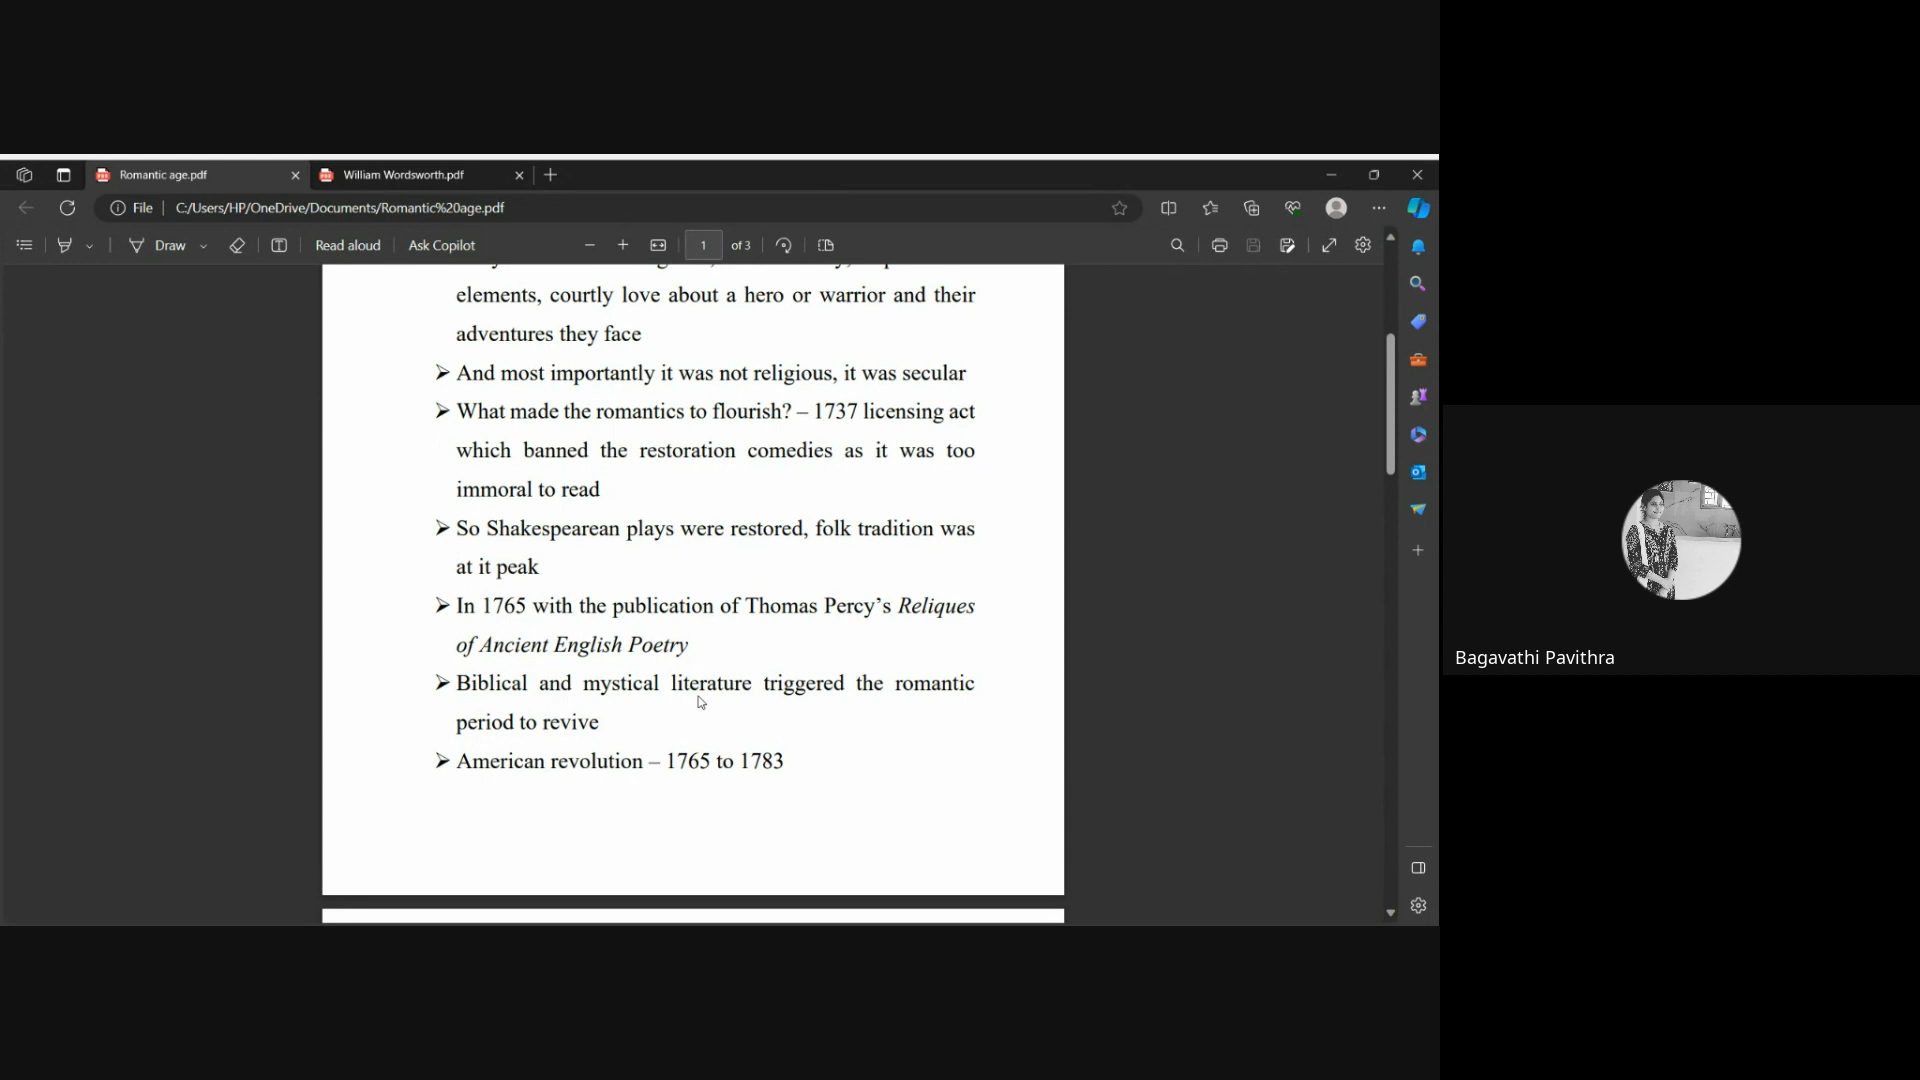 Romantic age.pdf
William Wordsworth.pdf
File
C:/Users/HP/OneDrive/Documents/Romantic%20age.pdf
Draw
Read aloud
Ask Copilot
1 of 3
elements, courtly love about a hero or warrior and their
adventures they face
➢ And most importantly it was not religious, it was secular
➢ What made the romantics to flourish? – 1737 licensing act
which banned the restoration comedies as it was too
immoral to read
➢ So Shakespearean plays were restored, folk tradition was
at it peak
➢ In 1765 with the publication of Thomas Percy’s Reliques
of Ancient English Poetry
➢ Biblical and mystical literature triggered the romantic
period to revive
➢ American revolution – 1765 to 1783
Bagavathi Pavithra